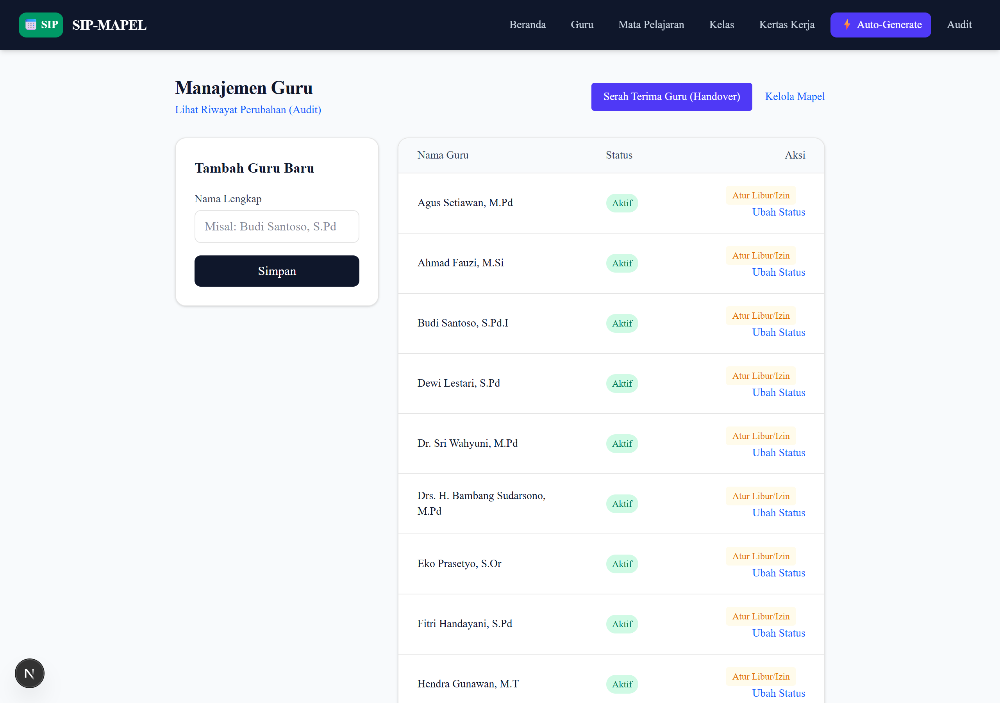 SIP SIP-MAPEL Beranda Guru Mata Pelajaran Kelas Kertas Kerja Auto-Generate Audit
Manajemen Guru
Lihat Riwayat Perubahan (Audit)
Serah Terima Guru (Handover) Kelola Mapel
Tambah Guru Baru
Nama Lengkap
Misal: Budi Santoso, S.Pd
Simpan
Nama Guru Status Aksi
Agus Setiawan, M.Pd Aktif Atur Libur/Izin
Ubah Status
Ahmad Fauzi, M.Si Aktif Atur Libur/Izin
Ubah Status
Budi Santoso, S.Pd.I Aktif Atur Libur/Izin
Ubah Status
Dewi Lestari, S.Pd Aktif Atur Libur/Izin
Ubah Status
Dr. Sri Wahyuni, M.Pd Aktif Atur Libur/Izin
Ubah Status
Drs. H. Bambang Sudarsono,
M.Pd Aktif Atur Libur/Izin
Ubah Status
Eko Prasetyo, S.Or Aktif Atur Libur/Izin
Ubah Status
Fitri Handayani, S.Pd Aktif Atur Libur/Izin
Ubah Status
Hendra Gunawan, M.T Aktif Atur Libur/Izin
Ubah Status
N